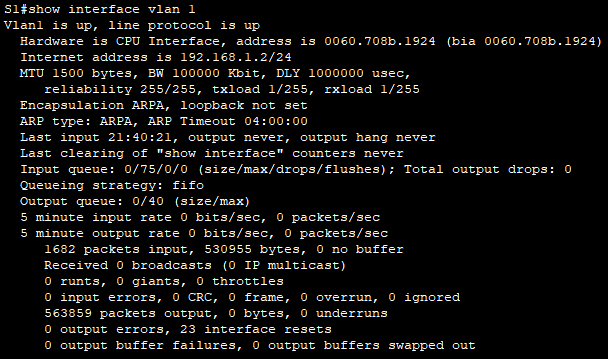 S1#show interface vlan 1
Vlan1 is up, line protocol is up
Hardware is CPU Interface, address is 0060.708b.1924 (bia 0060.708b.1924)
Internet address is 192.168.1.2/24
MTU 1500 bytes, BW 100000 Kbit, DLY 1000000 usec,
reliability 255/255, txload 1/255, rxload 1/255
Encapsulation ARPA, loopback not set
ARP type: ARPA, ARP Timeout 04:00:00
Last input 21:40:21, output never, output hang never
Last clearing of "show interface" counters never
Input queue: 0/75/0/0 (size/max/drops/flushes); Total output drops: 0
Queueing strategy: fifo
Output queue: 0/40 (size/max)
5 minute input rate 0 bits/sec, 0 packets/sec
5 minute output rate 0 bits/sec, 0 packets/sec
1682 packets input, 530955 bytes, 0 no buffer
Received 0 broadcasts (0 IP multicast)
0 runts, 0 giants, 0 throttles
0 input errors, 0 CRC, 0 frame, 0 overrun, 0 ignored
563859 packets output, 0 bytes, 0 underruns
0 output errors, 23 interface resets
0 output buffer failures, 0 output buffers swapped out